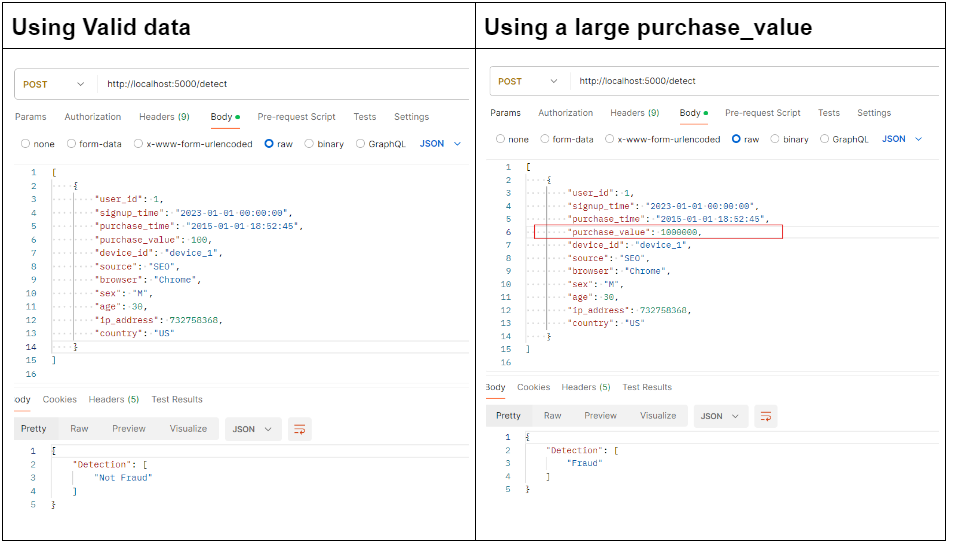 Using Valid data
POST http://localhost:5000/detect
Params Authorization Headers (9) Body Pre-request Script Tests Settings
none form-data x-www-form-urlencoded raw binary GraphQL JSON
1 [
2 {
3 "user_id": 1,
4 "signup_time": "2023-01-01 00:00:00",
5 "purchase_time": "2015-01-01 18:52:45",
6 "purchase_value": 100,
7 "device_id": "device_1",
8 "source": "SEO",
9 "browser": "Chrome",
10 "sex": "M",
11 "age": 30,
12 "ip_address": 732758368,
13 "country": "US"
14 }
15 ]
16
ody Cookies Headers (5) Test Results
Pretty Raw Preview Visualize JSON
1 [
2 "Detection": [
3 "Not Fraud"
4 ]
5 }
Using a large purchase_value
POST http://localhost:5000/detect
Params Authorization Headers (9) Body Pre-request Script Tests Settings
none form-data x-www-form-urlencoded raw binary GraphQL JSON
1 [
2 {
3 "user_id": 1,
4 "signup_time": "2023-01-01 00:00:00",
5 "purchase_time": "2015-01-01 18:52:45",
6 "purchase_value": 1000000,
7 "device_id": "device_1",
8 "source": "SEO",
9 "browser": "Chrome",
10 "sex": "M",
11 "age": 30,
12 "ip_address": 732758368,
13 "country": "US"
14 }
15 ]
16
Body Cookies Headers (5) Test Results
Pretty Raw Preview Visualize JSON
1 {
2 "Detection": [
3 "Fraud"
4 ]
5 }